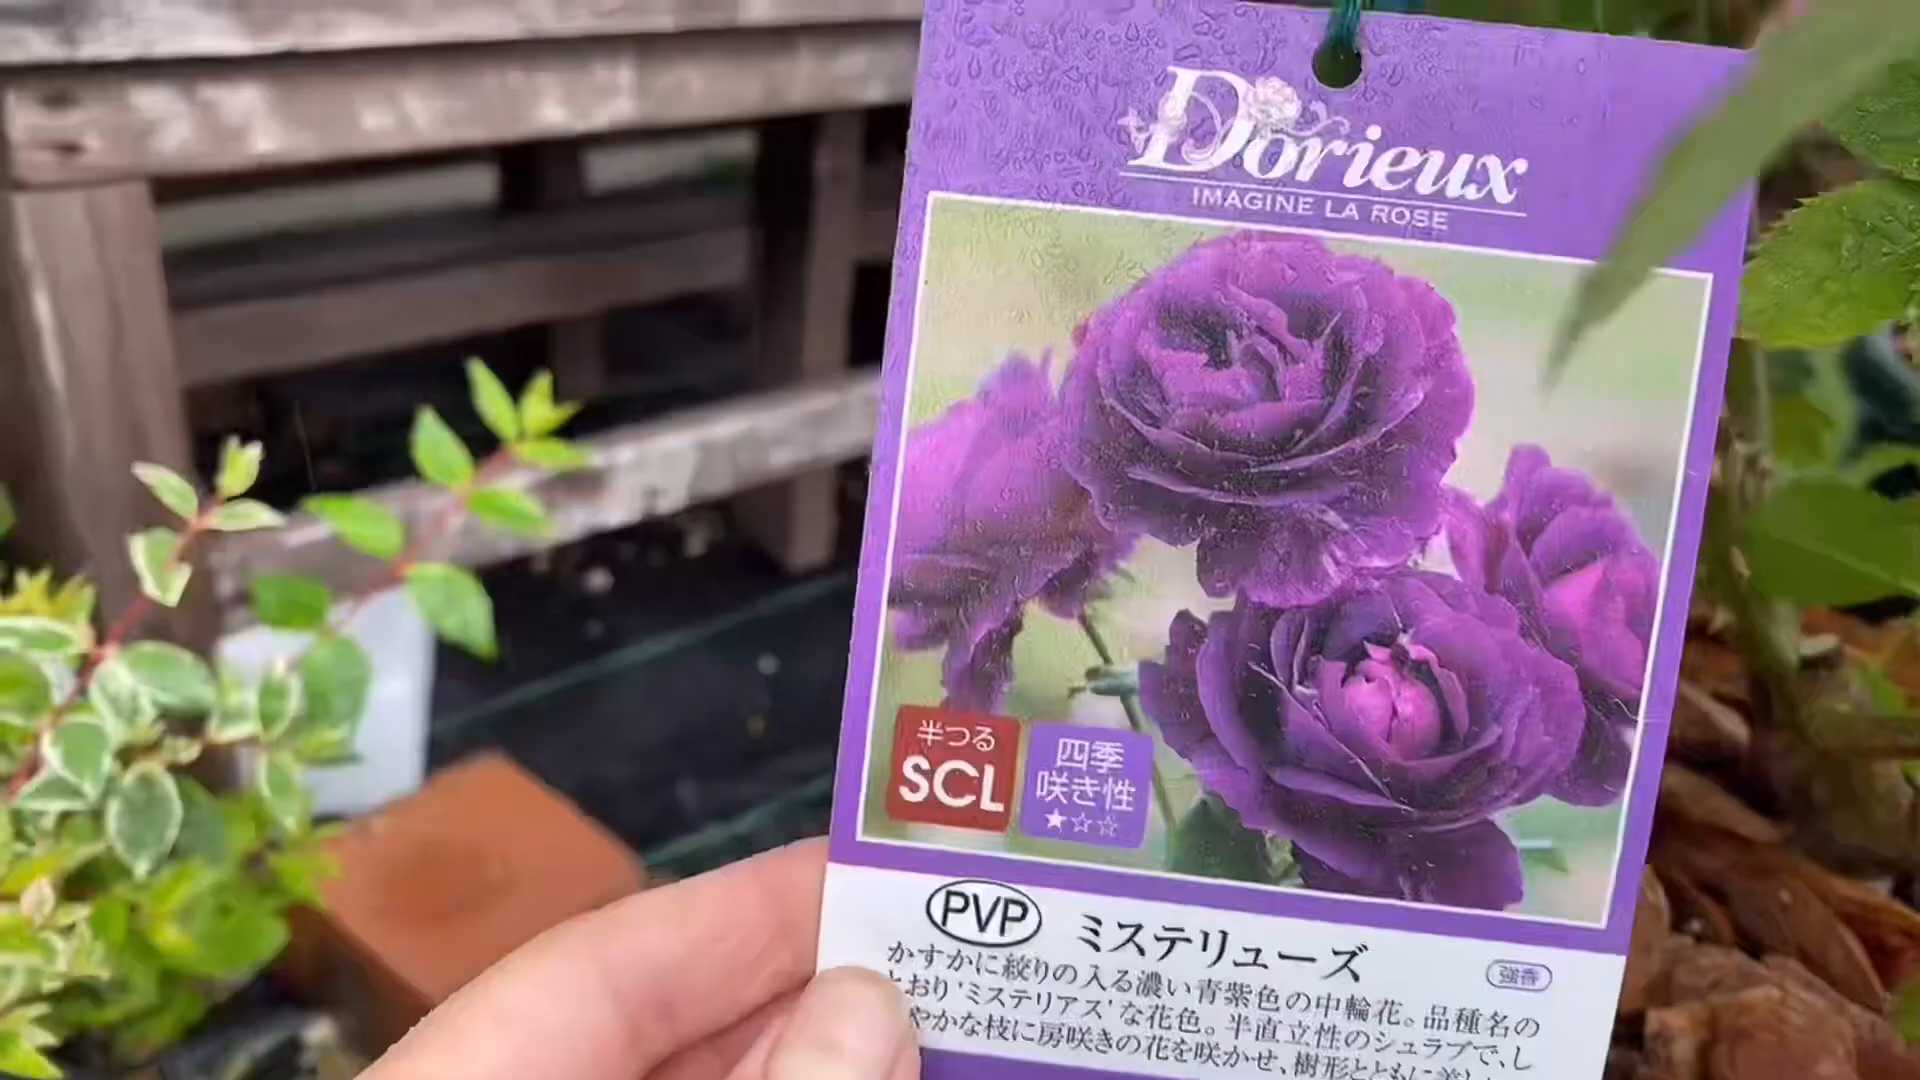 Dorieux
IMAGINE LA ROSE
半つる
SCL
四季
咲き性
★☆☆
PVP ミステリューズ
強香
かすかに絞りの入る濃い青紫色の中輪花。品種名の
とおり‘ミステリアス’な花色。半直立性のシュラブで、し
やかな枝に房咲きの花を咲かせ、樹形とともに